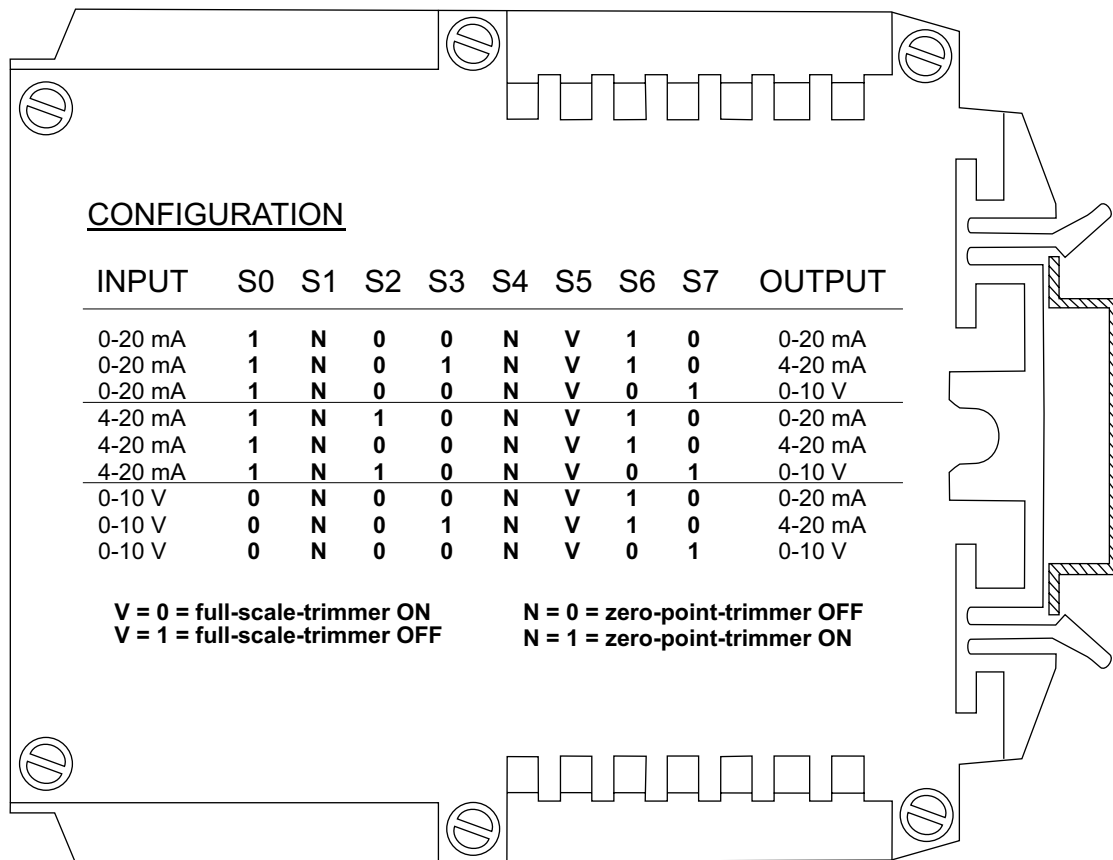 CONFIGURATION
INPUT S0 S1 S2 S3 S4 S5 S6 S7 OUTPUT
0-20 mA 1 N 0 0 N V 1 0 0-20 mA
0-20 mA 1 N 0 1 N V 1 0 4-20 mA
0-20 mA 1 N 0 0 N V 0 1 0-10 V
4-20 mA 1 N 1 0 N V 1 0 0-20 mA
4-20 mA 1 N 0 0 N V 1 0 4-20 mA
4-20 mA 1 N 1 0 N V 0 1 0-10 V
0-10 V 0 N 0 0 N V 1 0 0-20 mA
0-10 V 0 N 0 1 N V 1 0 4-20 mA
0-10 V 0 N 0 0 N V 0 1 0-10 V
V = 0 = full-scale-trimmer ON N = 0 = zero-point-trimmer OFF
V = 1 = full-scale-trimmer OFF N = 1 = zero-point-trimmer ON